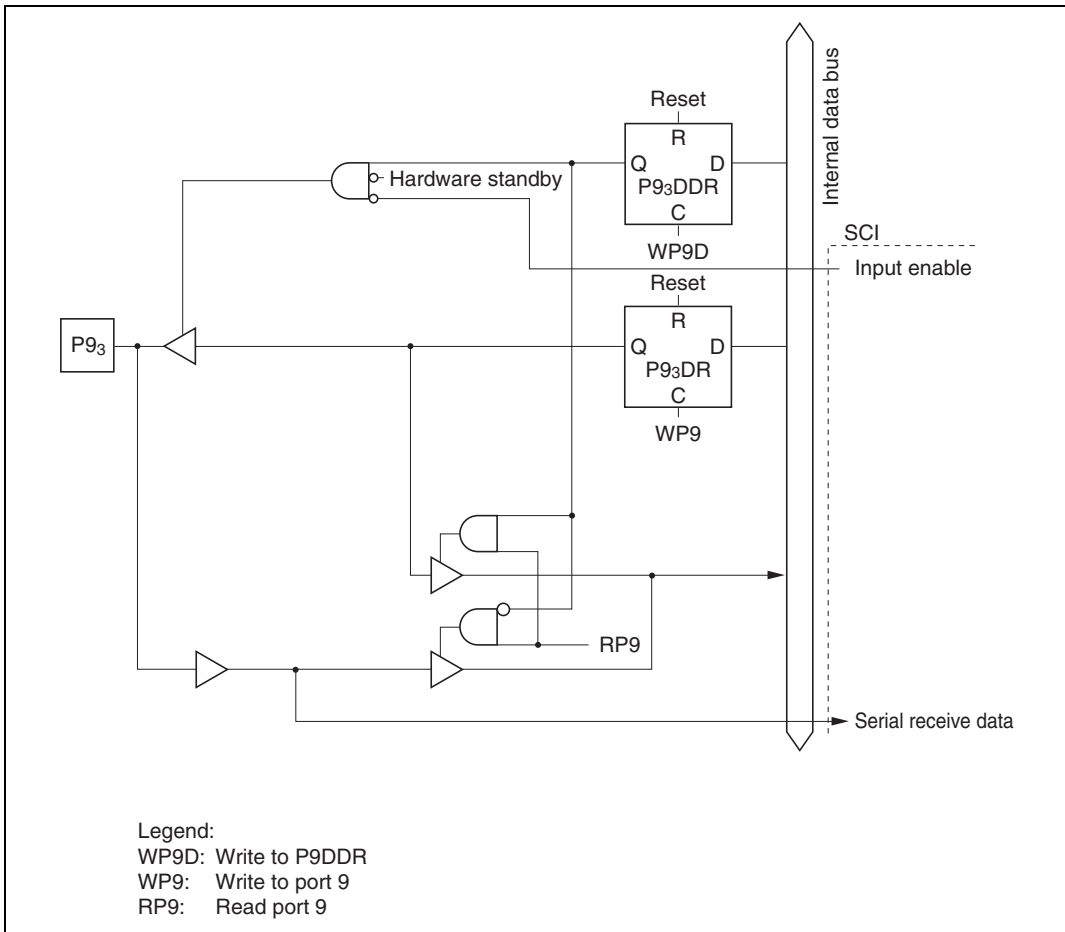 Reset
R
Q D
P9₃DDR
C
WP9D
Hardware standby
Internal data bus
SCI
Input enable
Reset
R
Q D
P9₃DR
C
WP9
P9₃
RP9
Serial receive data
Legend:
WP9D: Write to P9DDR
WP9: Write to port 9
RP9: Read port 9